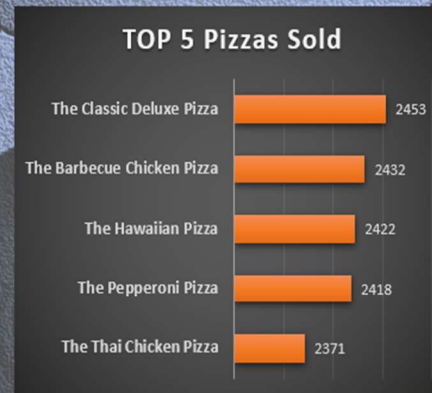 TOP 5 Pizzas Sold
The Classic Deluxe Pizza 2453
The Barbecue Chicken Pizza 2432
The Hawaiian Pizza 2422
The Pepperoni Pizza 2418
The Thai Chicken Pizza 2371